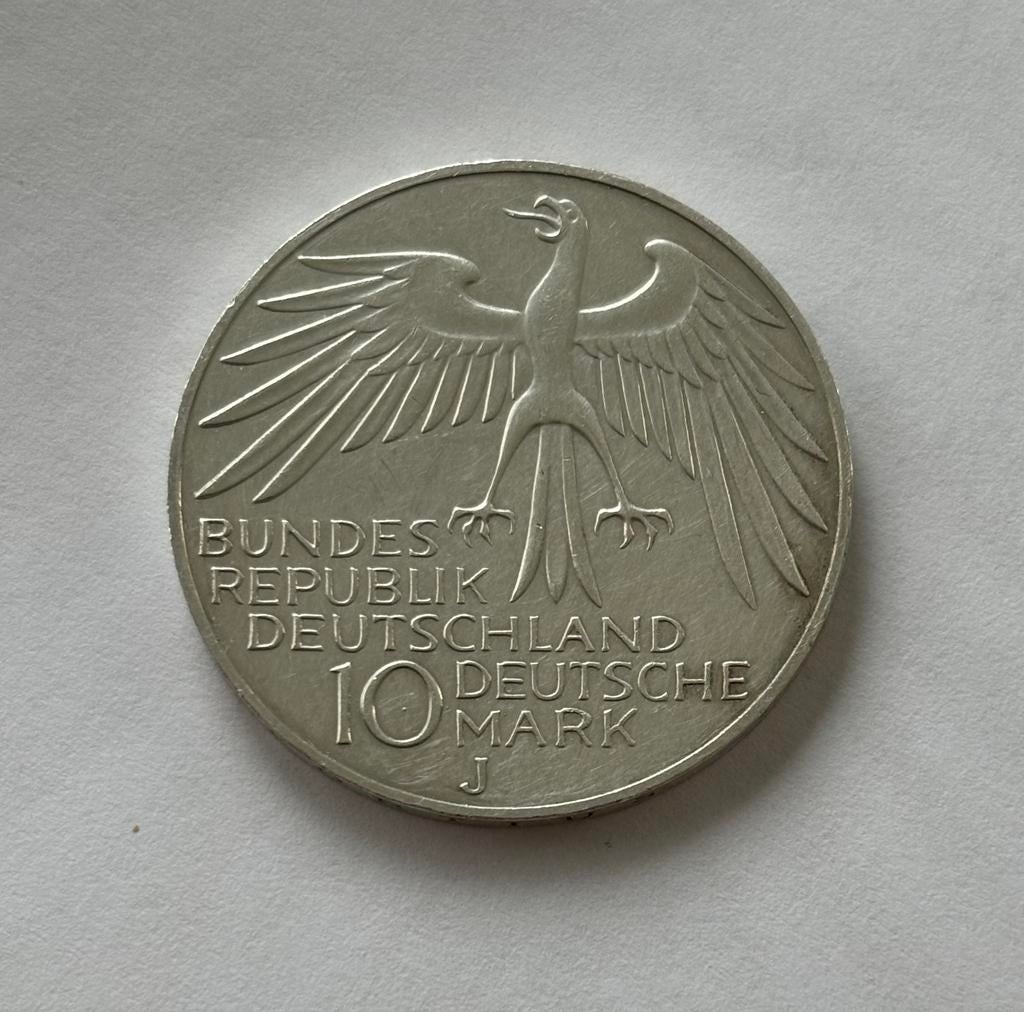 BUNDES
REPUBLIK
DEUTSCHLAND
10 DEUTSCHE
MARK
J